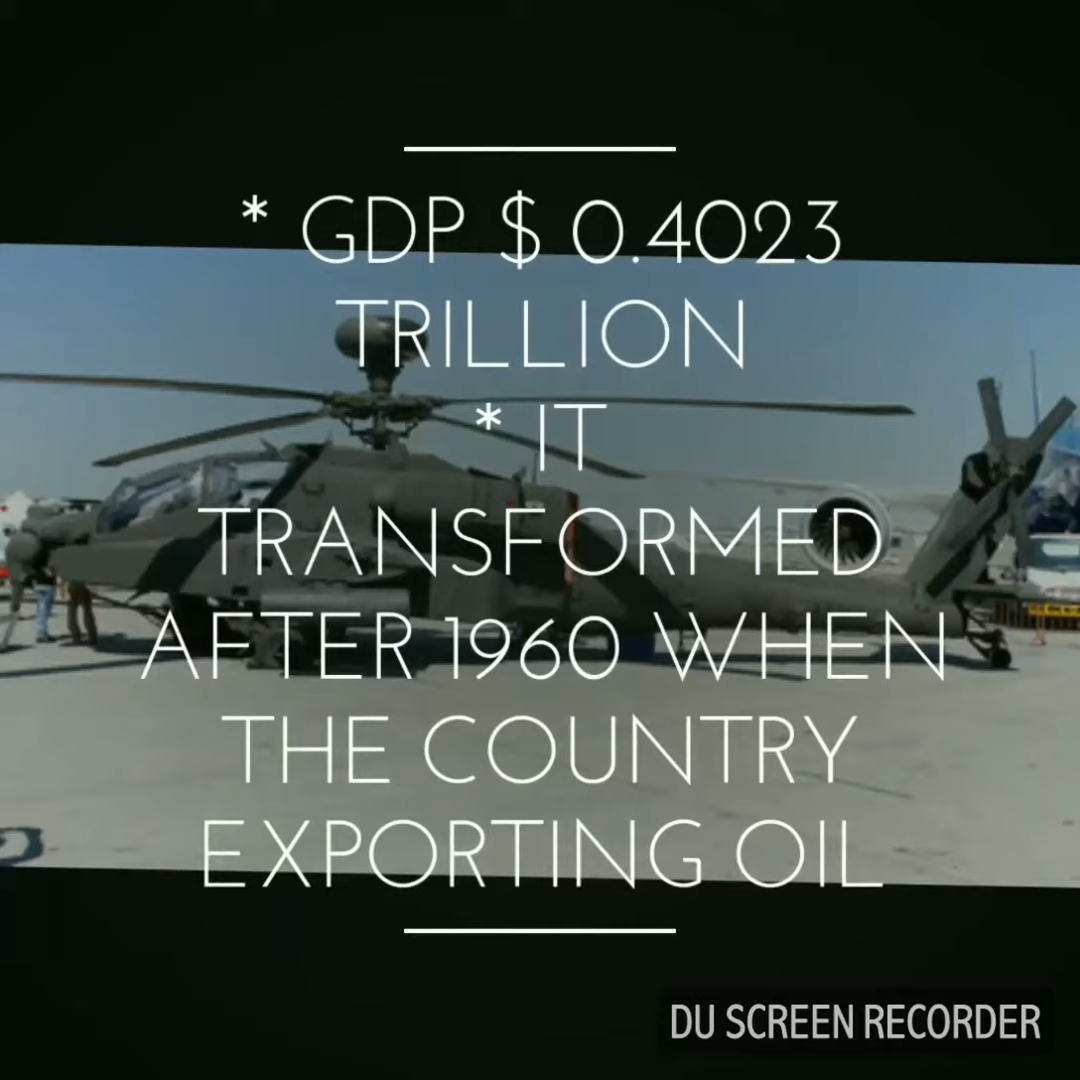 * GDP $ 0.4023
TRILLION
* IT
TRANSFORMED
AFTER 1960 WHEN
THE COUNTRY
EXPORTING OIL
DU SCREEN RECORDER